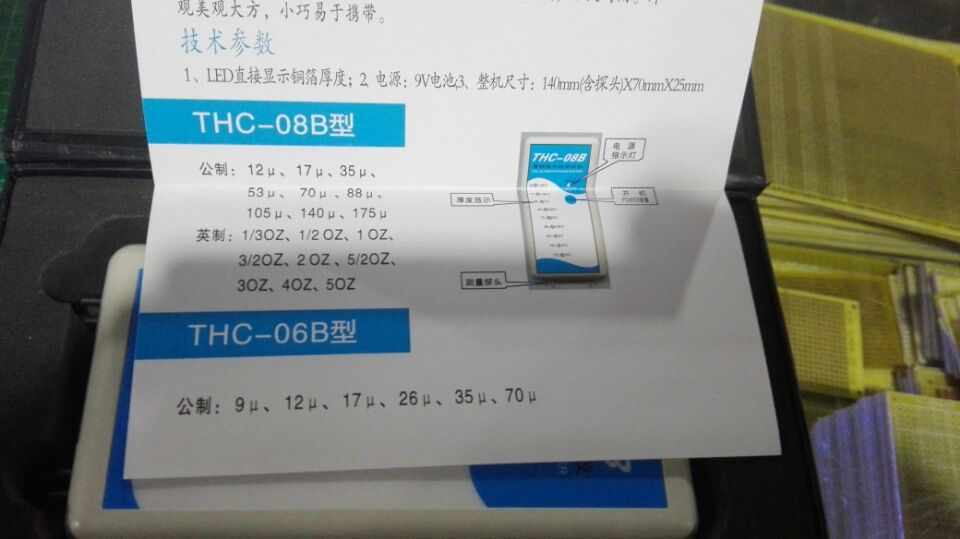 观美观大方，小巧易于携带。
技术参数
1、LED直接显示铜箔厚度；2、电源：9V电池;3、整机尺寸：140mm(含探头)X70mmX25mm
THC-08B型
公制：12μ、17μ、35μ、
53μ、70μ、88μ、
105μ、140μ、175μ
英制：1/3OZ、1/2 OZ、1 OZ、
3/2OZ、2 OZ、5/2OZ、
3OZ、4OZ、5OZ
THC-08B
电 源
指示灯
厚度显示
开 机
测量探头
THC-06B型
公制：9μ、12μ、17μ、26μ、35μ、70μ